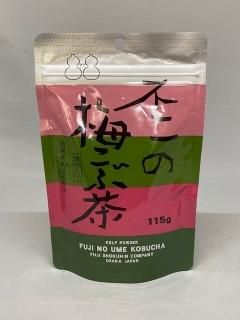 不二の
梅こぶ茶
115g
KELP POWDER
FUJI NO UME KOBUCHA
FUJI SHOKUHIN COMPANY
OSAKA JAPAN